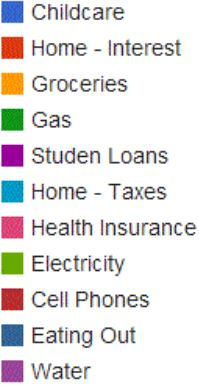 Childcare
Home - Interest
Groceries
Gas
Studen Loans
Home - Taxes
Health Insurance
Electricity
Cell Phones
Eating Out
Water